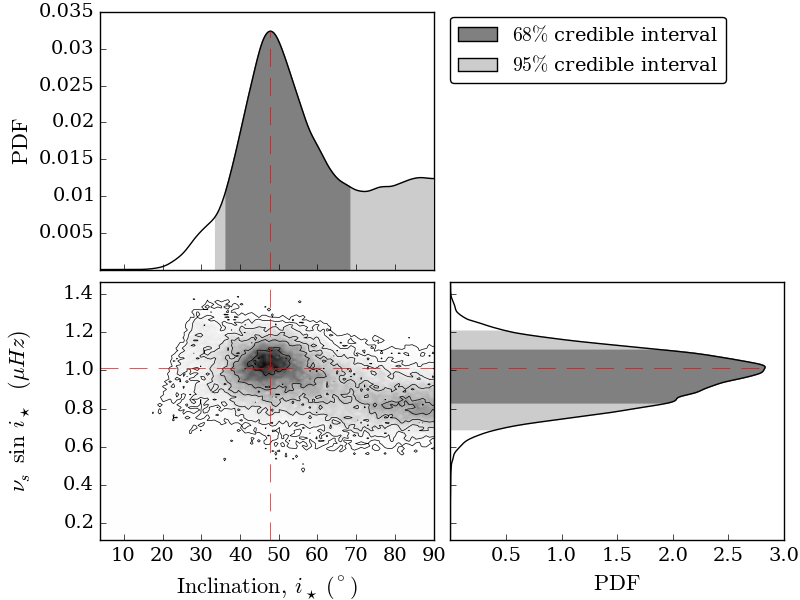 0.035
0.03
0.025
0.02
0.015
0.01
0.005
PDF
68% credible interval
95% credible interval
1.4
1.2
1.0
0.8
0.6
0.4
0.2
ν_s sin i_⋆ (μHz)
10 20 30 40 50 60 70 80 90
Inclination, i_⋆ (°)
0.5 1.0 1.5 2.0 2.5 3.0
PDF